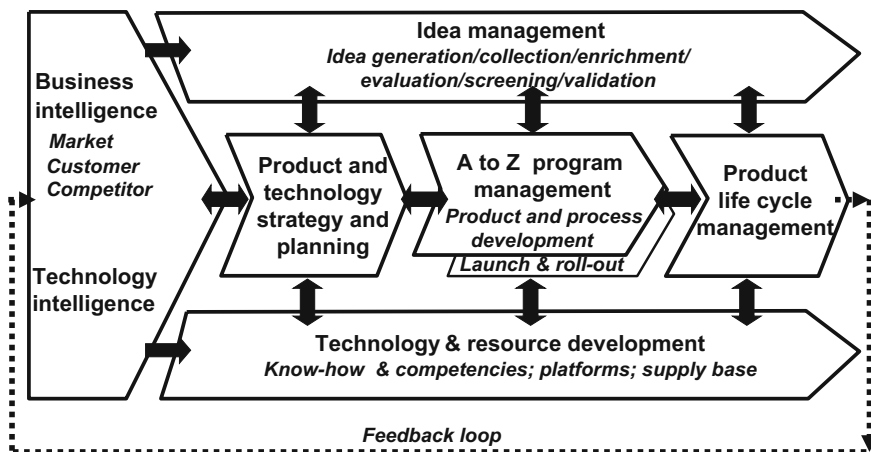 Idea management
Idea generation/collection/enrichment/
evaluation/screening/validation
Business
intelligence
Market
Customer
Competitor
Technology
intelligence
Product and
technology
strategy and
planning
A to Z program
management
Product and process
development
Launch & roll-out
Product
life cycle
management
Technology & resource development
Know-how & competencies; platforms; supply base
Feedback loop